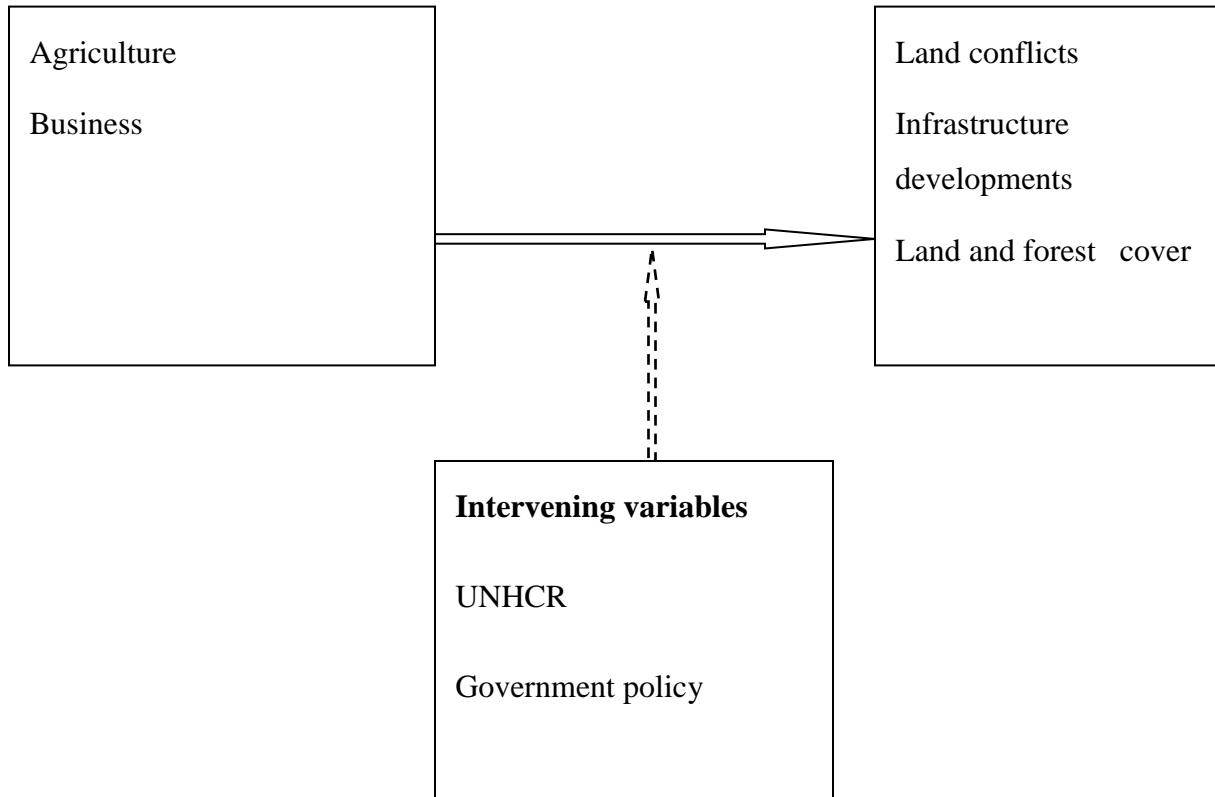 Agriculture
Business
Land conflicts
Infrastructure
developments
Land and forest cover
Intervening variables
UNHCR
Government policy